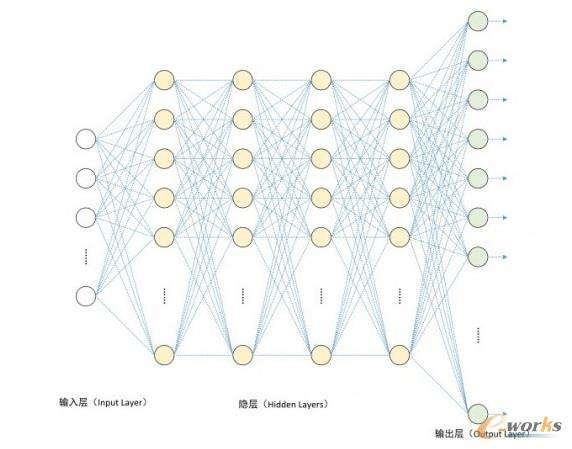 输入层（Input Layer）
隐层（Hidden Layers）
输出层（Output Layer）
e-works